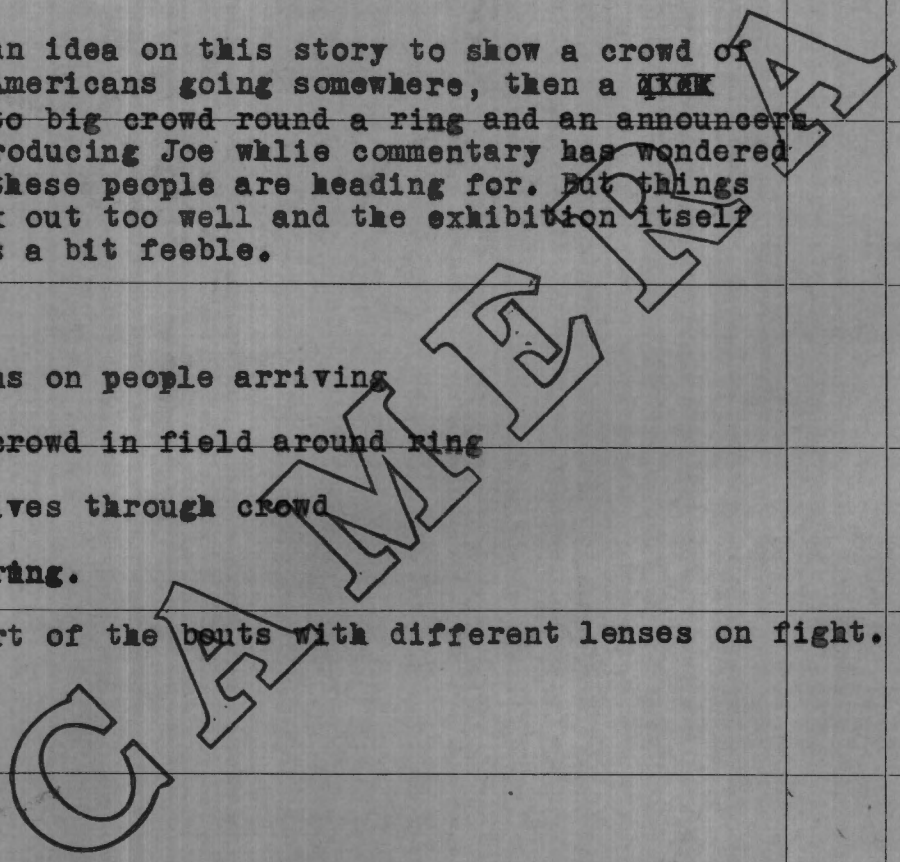 an idea on this story to show a crowd of
Americans going somewhere, then a
to big crowd round a ring and an announcers
roducing Joe whlie commentary has wondered
these people are heading for. But things
k out too well and the exhibition itself
s a bit feeble.
ns on people arriving
crowd in field around ring
ives through crowd
ring.
rt of the bouts with different lenses on fight.
CAMERA